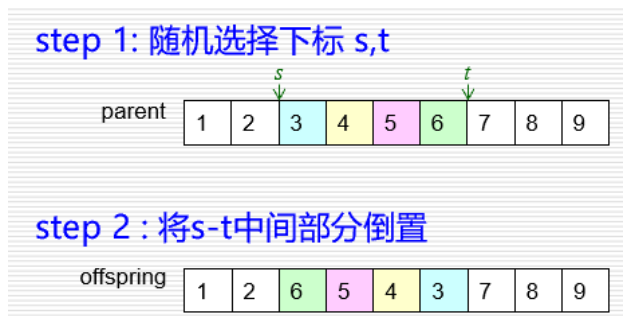 step 1: 随机选择下标 s,t
s t
parent 1 2 3 4 5 6 7 8 9
step 2 : 将s-t中间部分倒置
offspring 1 2 6 5 4 3 7 8 9